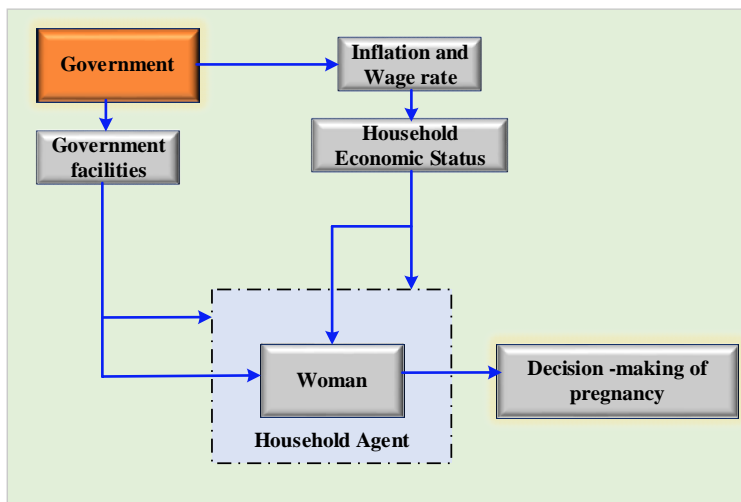 Government
Inflation and
Wage rate
Government
facilities
Household
Economic Status
Woman
Household Agent
Decision -making of
pregnancy